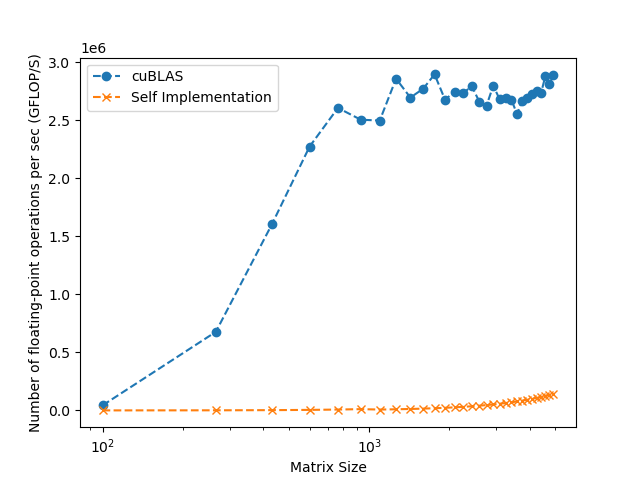 1e6
cuBLAS
Self Implementation
Number of floating-point operations per sec (GFLOP/S)
3.0
2.5
2.0
1.5
1.0
0.5
0.0
10²
10³
Matrix Size